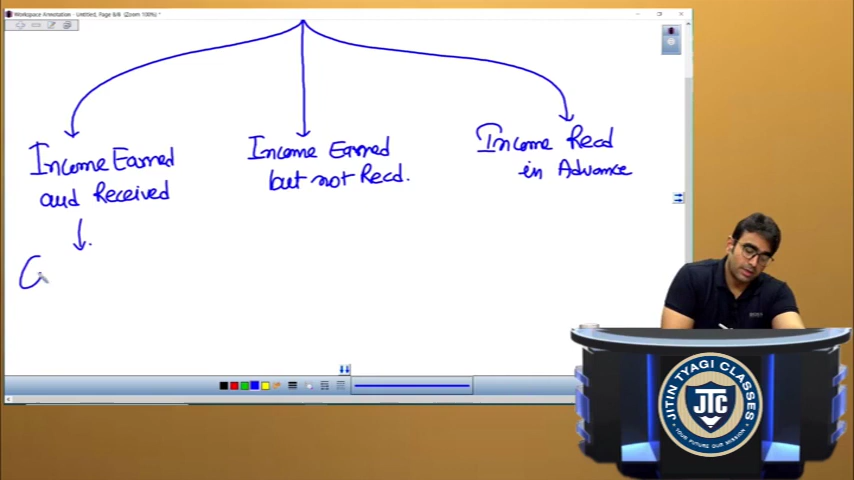 Workspace Annotation - Untitled, Page 8/8 (Zoom 100%) *
Income Earned
and Received
Income Earned
but not Recd.
Income Recd
in Advance
C
JITIN TYAGI CLASSES
JTC
YOUR FUTURE OUR MISSION